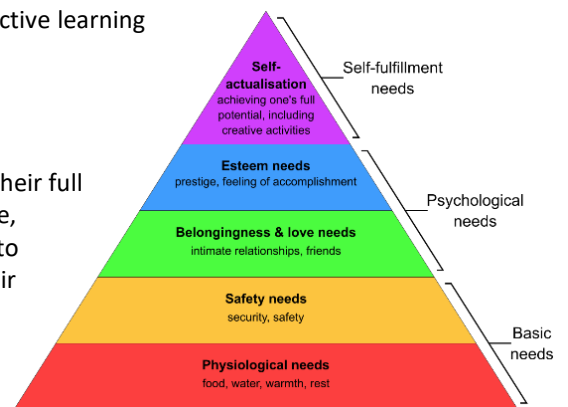 ctive learning
Self-
actualisation
achieving one's full
potential, including
creative activities
Self-fulfillment
needs
Esteem needs
prestige, feeling of accomplishment
heir full
e,
to
ir
Psychological
needs
Belongingness & love needs
intimate relationships, friends
Safety needs
security, safety
Basic
needs
Physiological needs
food, water, warmth, rest